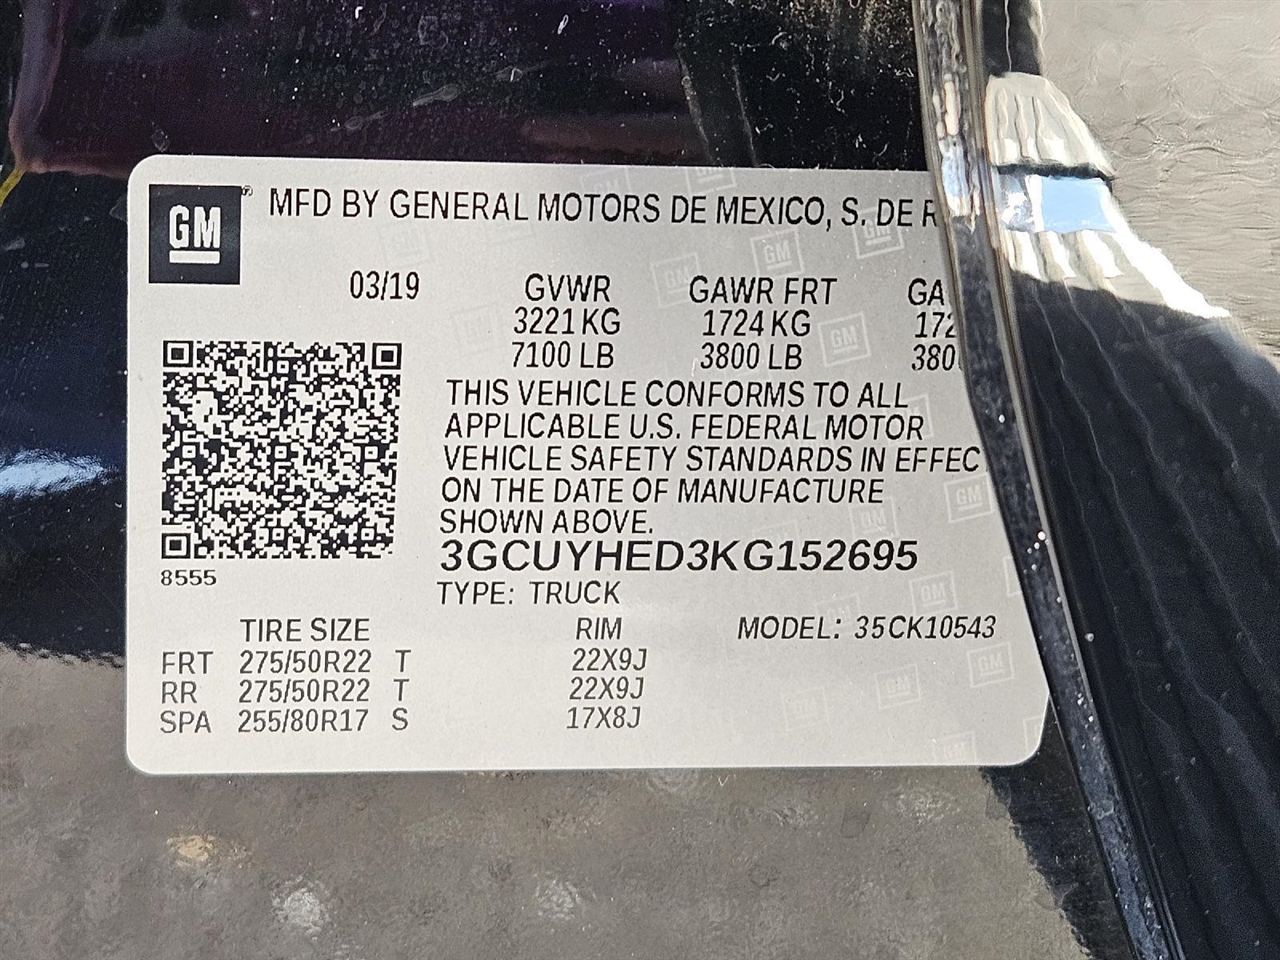 GM® MFD BY GENERAL MOTORS DE MEXICO, S. DE R
03/19 GVWR GAWR FRT GA
3221 KG 1724 KG 172
7100 LB 3800 LB 380
THIS VEHICLE CONFORMS TO ALL
APPLICABLE U.S. FEDERAL MOTOR
VEHICLE SAFETY STANDARDS IN EFFEC
ON THE DATE OF MANUFACTURE
SHOWN ABOVE.
3GCUYHED3KG152695
8555
TYPE: TRUCK
TIRE SIZE RIM MODEL: 35CK10543
FRT 275/50R22 T 22X9J
RR 275/50R22 T 22X9J
SPA 255/80R17 S 17X8J